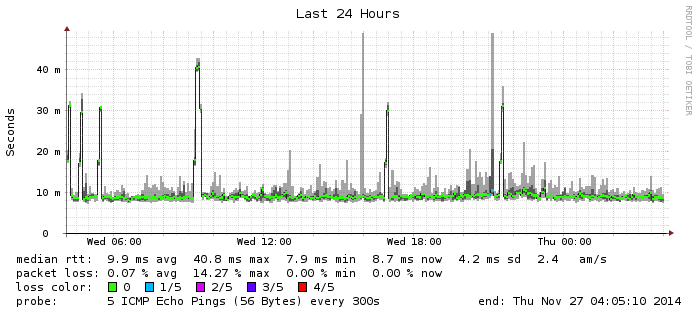 Last 24 Hours
RRDTOOL / TOBI OETIKER
Seconds
40 m
30 m
20 m
10 m
0
Wed 06:00 Wed 12:00 Wed 18:00 Thu 00:00
median rtt: 9.9 ms avg 40.8 ms max 7.9 ms min 8.7 ms now 4.2 ms sd 2.4 am/s
packet loss: 0.07 % avg 14.27 % max 0.00 % min 0.00 % now
loss color: 0 1/5 2/5 3/5 4/5
probe: 5 ICMP Echo Pings (56 Bytes) every 300s end: Thu Nov 27 04:05:10 2014